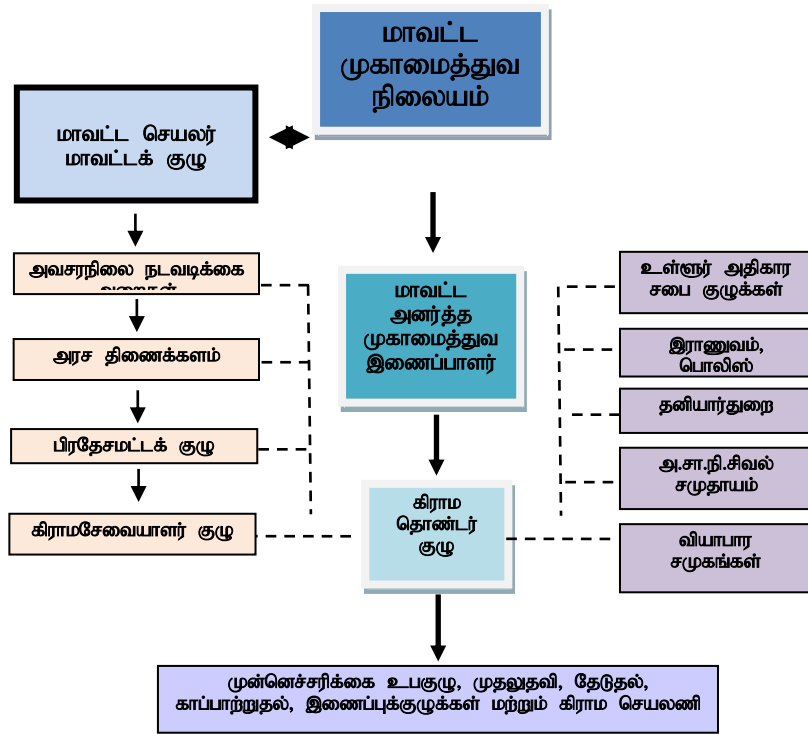 மாவட்ட
முகாமைத்துவ
நிலையம்
மாவட்ட செயலர்
மாவட்டக் குழு
அவசரநிலை நடவடிக்கை
அறைகள்
அரச திணைக்களம்
பிரதேசமட்டக் குழு
கிராமசேவையாளர் குழு
மாவட்ட
அனர்த்த
முகாமைத்துவ
இணைப்பாளர்
கிராம
தொண்டர்
குழு
உள்ளூர் அதிகார
சபை குழுக்கள்
இராணுவம்,
பொலிஸ்
தனியார்துறை
அ.சா.நி.சிவல்
சமுதாயம்
வியாபார
சமுகங்கள்
முன்னெச்சரிக்கை உபகுழு, முதலுதவி, தேடுதல்,
காப்பாற்றுதல், இணைப்புக்குழுக்கள் மற்றும் கிராம செயலணி